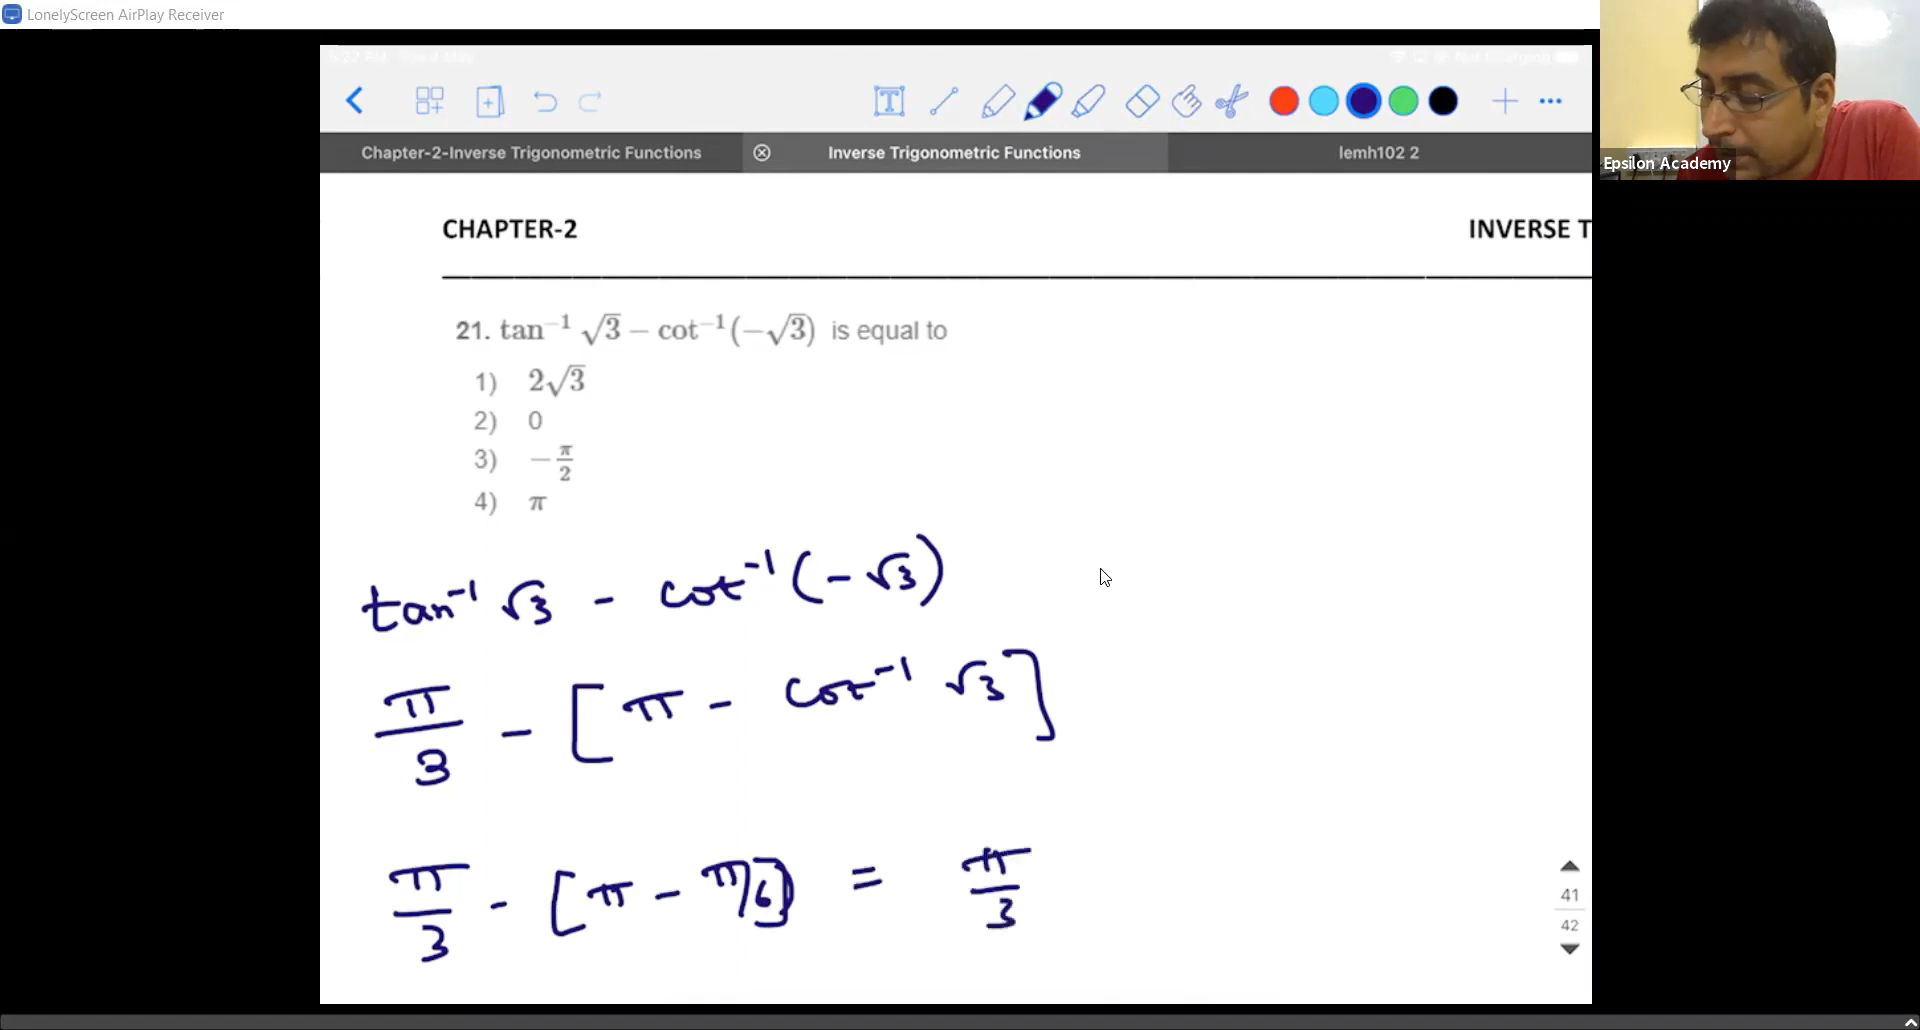 LonelyScreen AirPlay Receiver
Chapter-2-Inverse Trigonometric Functions
Inverse Trigonometric Functions
lemh102 2
Epsilon Academy
CHAPTER-2
INVERSE T
21. tan⁻¹ √3 − cot⁻¹(−√3) is equal to
1) 2√3
2) 0
3) −π/2
4) π
tan⁻¹ √3 − cot⁻¹ (−√3)
π/3 − [π − cot⁻¹ √3]
π/3 − [π − π/6] = π/3
41
42